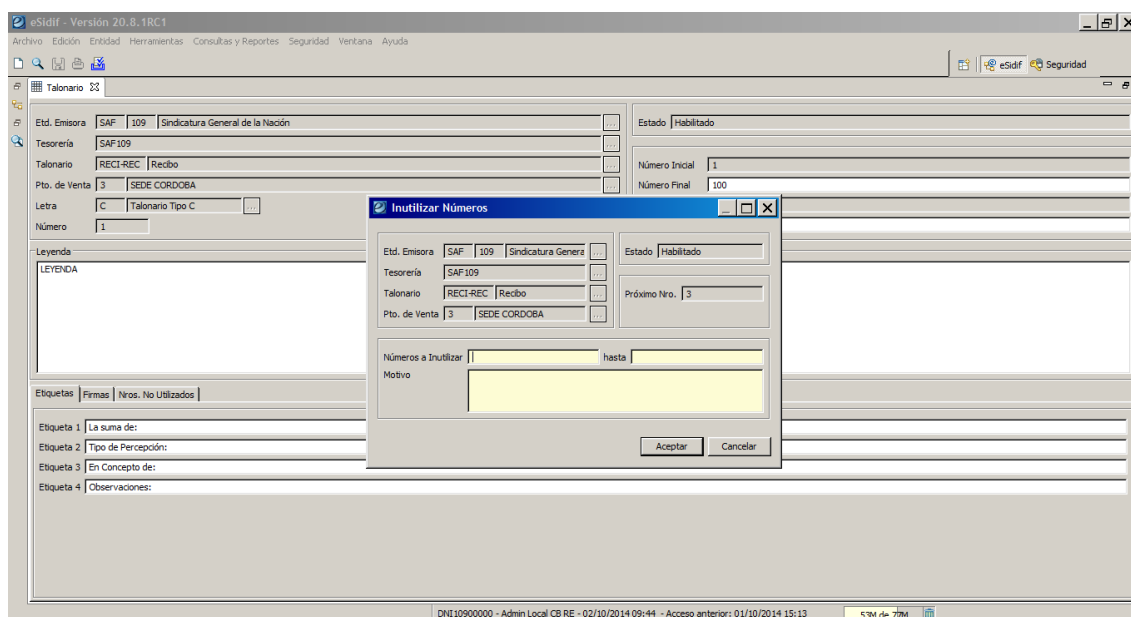 eSidif - Versión 20.8.1RC1
Archivo Edición Entidad Herramientas Consultas y Reportes Seguridad Ventana Ayuda
eSidif Seguridad
Talonario
Etd. Emisora SAF 109 Sindicatura General de la Nación ... Estado Habilitado
Tesorería SAF109 ...
Talonario RECI-REC Recibo ... Número Inicial 1
Pto. de Venta 3 SEDE CORDOBA ... Número Final 100
Letra C Talonario Tipo C ...
Número 1
Leyenda
LEYENDA
Inutilizar Números
Etd. Emisora SAF 109 Sindicatura Genera ... Estado Habilitado
Tesorería SAF109 ...
Talonario RECI-REC Recibo ... Próximo Nro. 3
Pto. de Venta 3 SEDE CORDOBA ...
Números a Inutilizar hasta
Motivo
Aceptar Cancelar
Etiquetas Firmas Nros. No Utilizados
Etiqueta 1 La suma de:
Etiqueta 2 Tipo de Percepción:
Etiqueta 3 En Concepto de:
Etiqueta 4 Observaciones:
DNI10900000 - Admin Local CB RE - 02/10/2014 09:44 - Acceso anterior: 01/10/2014 15:13 53M de 77M